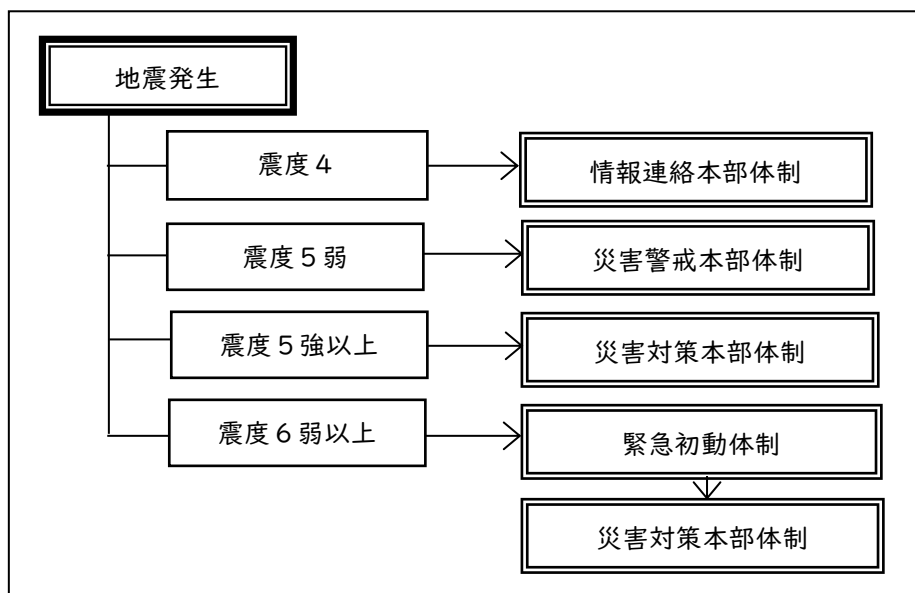 地震発生
震度４
情報連絡本部体制
震度５弱
災害警戒本部体制
震度５強以上
災害対策本部体制
震度６弱以上
緊急初動体制
災害対策本部体制